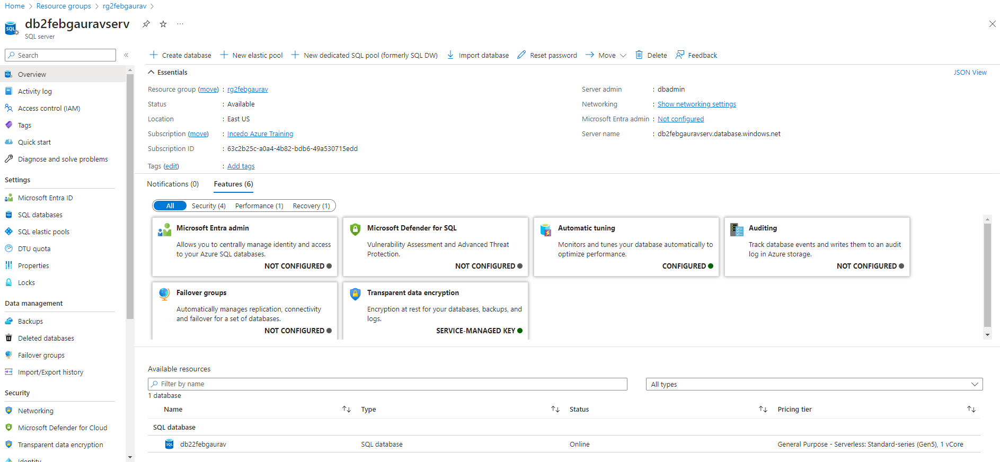 Home > Resource groups > rg2febgaurav >
db2febgauravserv
SQL server
Search
Create database
New elastic pool
New dedicated SQL pool (formerly SQL DW)
Import database
Reset password
Move
Delete
Feedback
Overview
Activity log
Access control (IAM)
Tags
Quick start
Diagnose and solve problems
Settings
Microsoft Entra ID
SQL databases
SQL elastic pools
DTU quota
Properties
Locks
Data management
Backups
Deleted databases
Failover groups
Import/Export history
Security
Networking
Microsoft Defender for Cloud
Transparent data encryption
Identity
Essentials
JSON View
Resource group (move) : rg2febgaurav
Status : Available
Location : East US
Subscription (move) : Incedo Azure Training
Subscription ID : 63c2b25c-a0a4-4b82-bdb6-49a530715edd
Tags (edit) : Add tags
Server admin : dbadmin
Networking : Show networking settings
Microsoft Entra admin : Not configured
Server name : db2febgauravserv.database.windows.net
Notifications (0)
Features (6)
All
Security (4)
Performance (1)
Recovery (1)
Microsoft Entra admin
Allows you to centrally manage identity and access
to your Azure SQL databases.
NOT CONFIGURED
Microsoft Defender for SQL
Vulnerability Assessment and Advanced Threat
Protection.
NOT CONFIGURED
Automatic tuning
Monitors and tunes your database automatically to
optimize performance.
CONFIGURED
Auditing
Track database events and writes them to an audit
log in Azure storage.
NOT CONFIGURED
Failover groups
Automatically manages replication, connectivity
and failover for a set of databases.
NOT CONFIGURED
Transparent data encryption
Encryption at rest for your databases, backups, and
logs.
SERVICE-MANAGED KEY
Available resources
Filter by name
All types
1 database
Name
Type
Status
Pricing tier
SQL database
db22febgaurav
SQL database
Online
General Purpose - Serverless: Standard-series (Gen5), 1 vCore